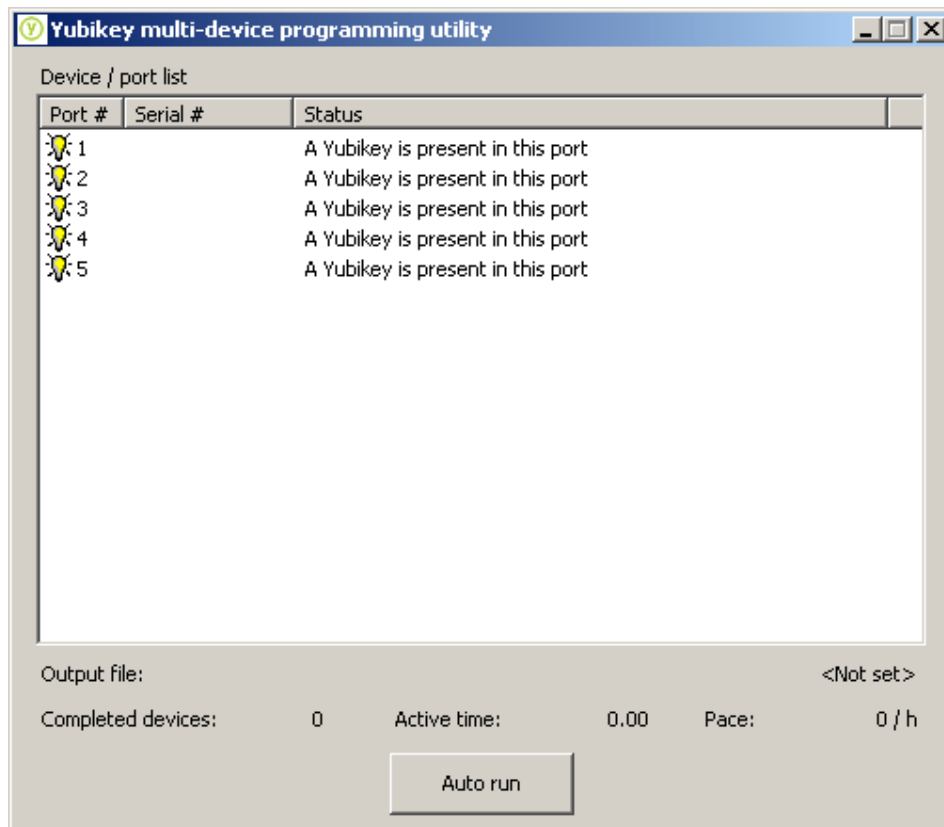 Yubikey multi-device programming utility
Device / port list
Port # Serial # Status
1 A Yubikey is present in this port
2 A Yubikey is present in this port
3 A Yubikey is present in this port
4 A Yubikey is present in this port
5 A Yubikey is present in this port
Output file: <Not set>
Completed devices: 0 Active time: 0.00 Pace: 0 / h
Auto run